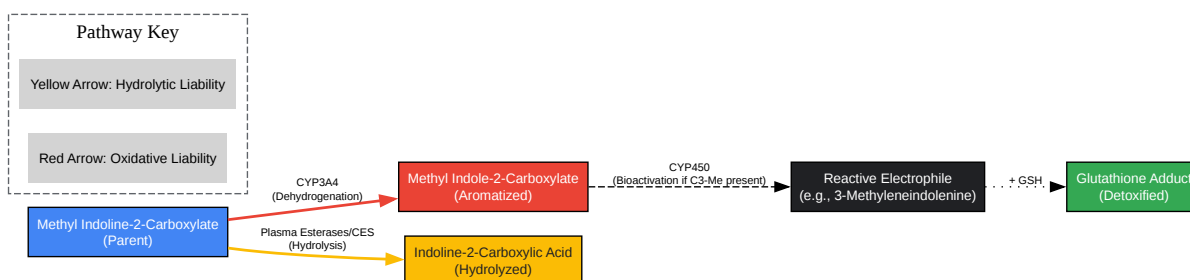 Pathway Key
Yellow Arrow: Hydrolytic Liability
Red Arrow: Oxidative Liability
Methyl Indoline-2-Carboxylate
(Parent)
CYP3A4
(Dehydrogenation)
Plasma Esterases/CES
(Hydrolysis)
Methyl Indole-2-Carboxylate
(Aromatized)
Indoline-2-Carboxylic Acid
(Hydrolyzed)
CYP450
(Bioactivation if C3-Me present)
Reactive Electrophile
(e.g., 3-Methyleneindolenine)
+ GSH
Glutathione Adduct
(Detoxified)